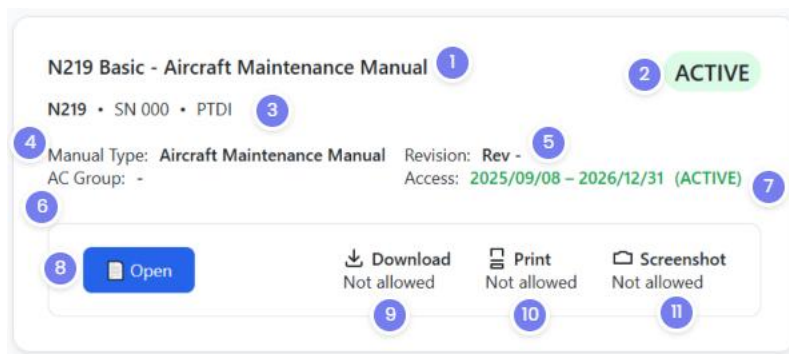 N219 Basic - Aircraft Maintenance Manual 1
2 ACTIVE
N219 • SN 000 • PTDI 3
4
Manual Type: Aircraft Maintenance Manual Revision: Rev - 5
AC Group: - Access: 2025/09/08 – 2026/12/31 (ACTIVE) 7
6
8 Open
Download Print Screenshot
Not allowed Not allowed Not allowed
9 10 11